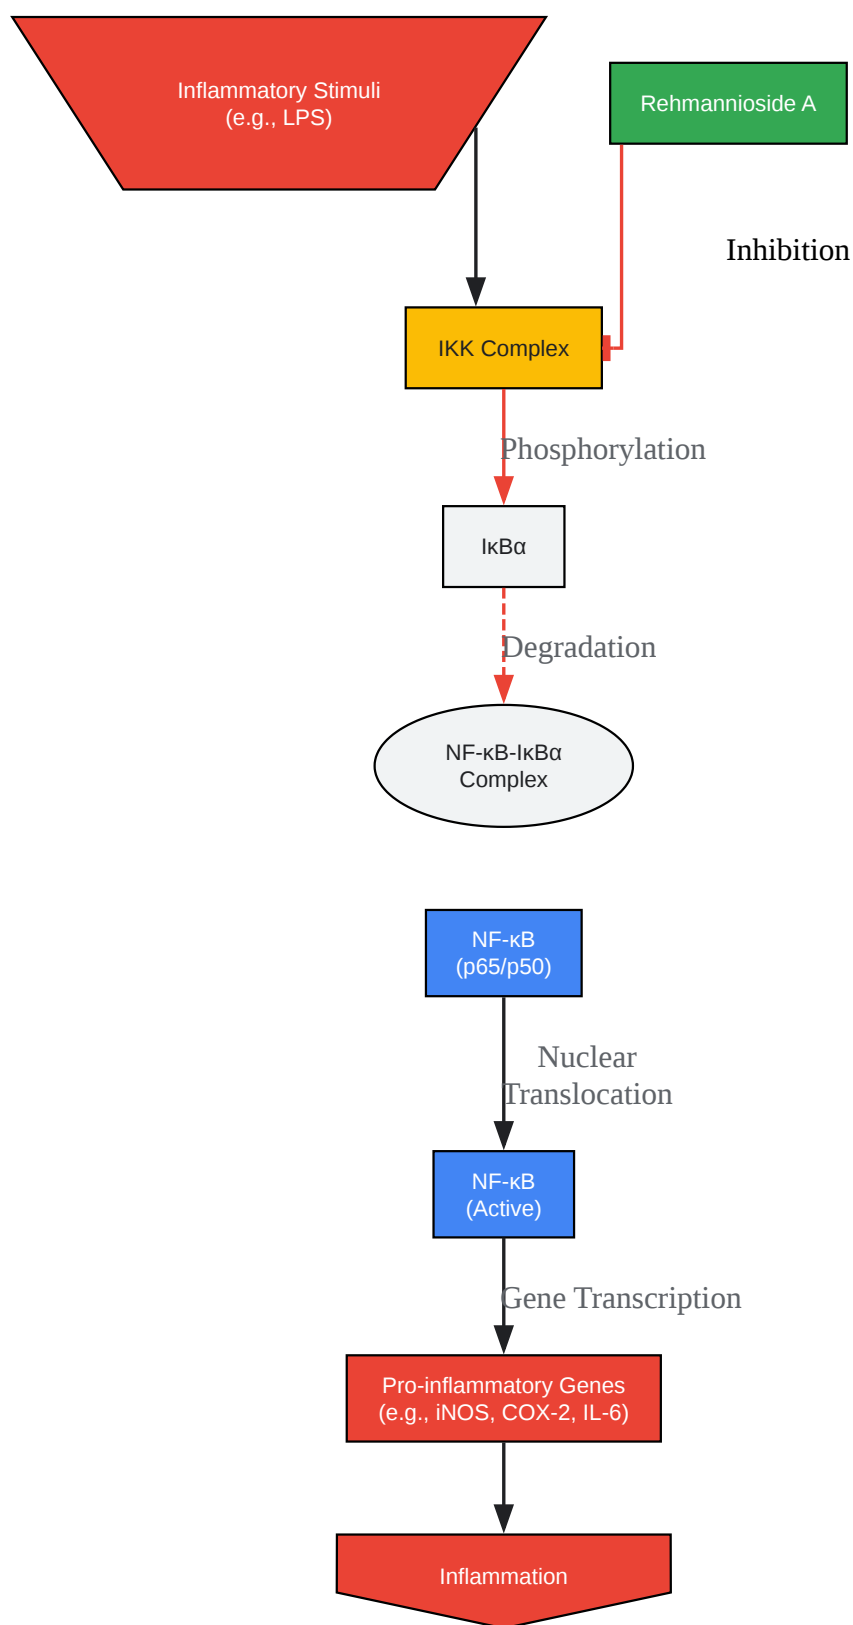 Inflammatory Stimuli
(e.g., LPS)
Rehmannioside A
Inhibition
IKK Complex
Phosphorylation
IκBα
Degradation
NF-κB-IκBα
Complex
NF-κB
(p65/p50)
Nuclear
Translocation
NF-κB
(Active)
Gene Transcription
Pro-inflammatory Genes
(e.g., iNOS, COX-2, IL-6)
Inflammation